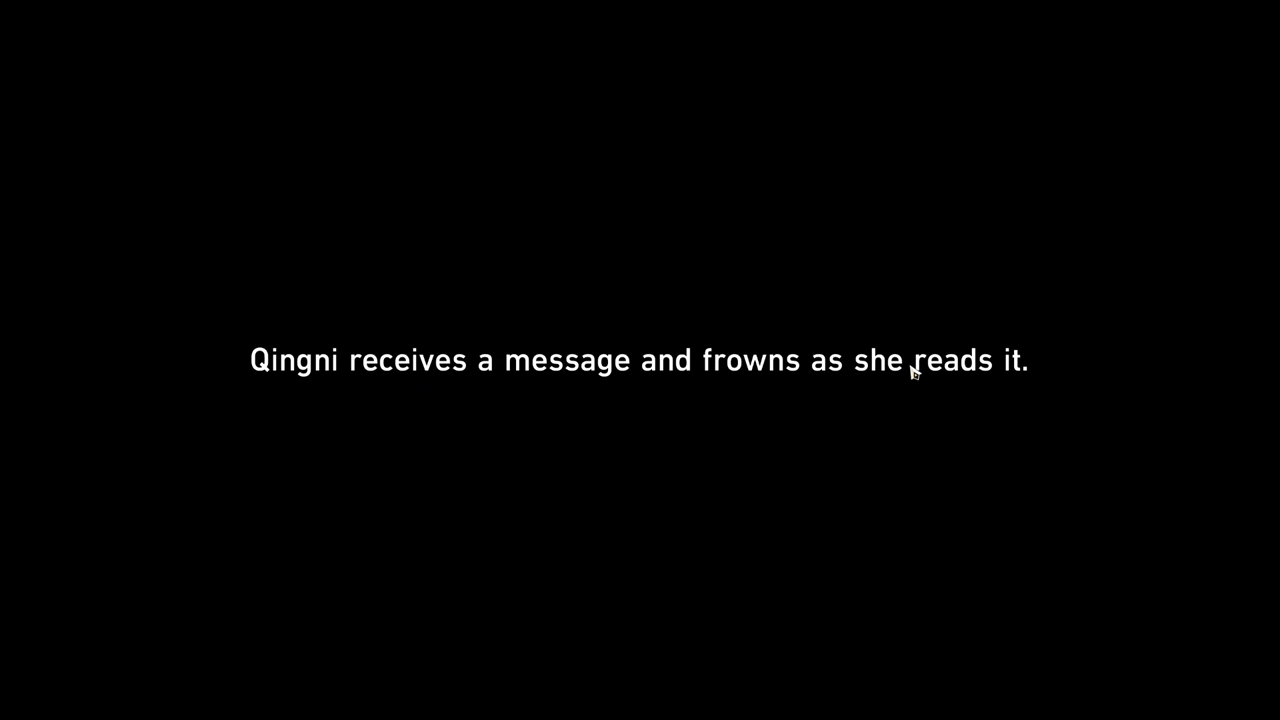 Qingni receives a message and frowns as she reads it.